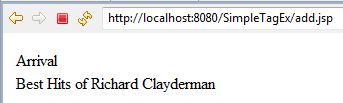 http://localhost:8080/SimpleTagEx/add.jsp
Arrival
Best Hits of Richard Clayderman